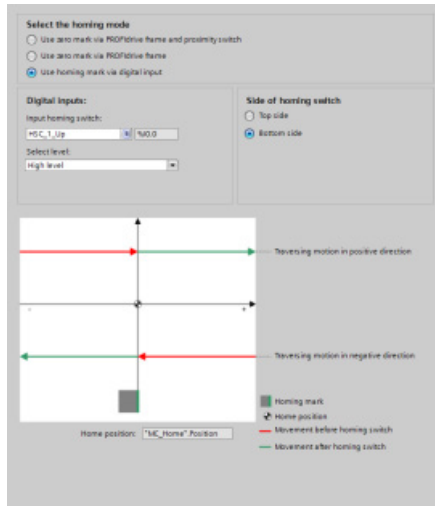 Select the homing mode
Use zero mark via PROFIdrive frame and proximity switch
Use zero mark via PROFIdrive frame
Use homing mark via digital input
Digital inputs:
Input homing switch:
HSC_1_Up
%I0.0
Select level:
High level
Side of homing switch
Top side
Bottom side
Traversing motion in positive direction
- +
Traversing motion in negative direction
Homing mark
Home position
Home position: "MC_Home".Position
Movement before homing switch
Movement after homing switch